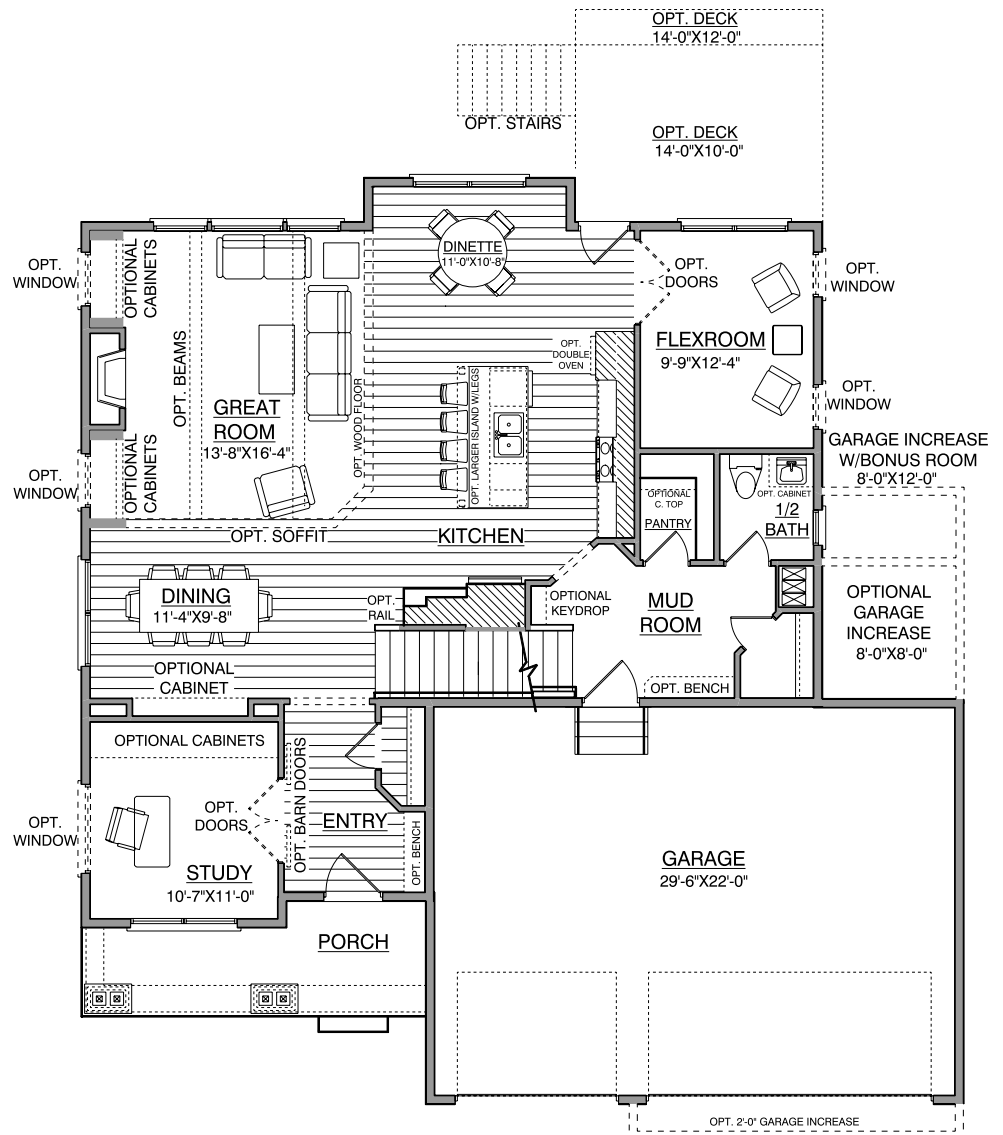 OPT. DECK
14'-0"X12'-0"
OPT. STAIRS
OPT. DECK
14'-0"X10'-0"
OPT.
WINDOW
OPTIONAL
CABINETS
DINETTE
11'-0"X10'-8"
OPT.
DOORS
OPT.
WINDOW
OPT. BEAMS
GREAT
ROOM
13'-8"X16'-4"
OPT. WOOD FLOOR
OPT.
DOUBLE
OVEN
FLEXROOM
9'-9"X12'-4"
OPT.
WINDOW
OPT. LARGER ISLAND W/LEGS
OPT.
WINDOW
OPTIONAL
CABINETS
GARAGE INCREASE
W/BONUS ROOM
8'-0"X12'-0"
OPT. SOFFIT
KITCHEN
OPTIONAL
C. TOP
PANTRY
OPT. CABINET
1/2
BATH
DINING
11'-4"X9'-8"
OPT.
RAIL
OPTIONAL
KEYDROP
MUD
ROOM
OPTIONAL
GARAGE
INCREASE
8'-0"X8'-0"
OPTIONAL
CABINET
OPT. BENCH
OPTIONAL CABINETS
OPT. BARN DOORS
OPT.
WINDOW
OPT.
DOORS
ENTRY
OPT. BENCH
STUDY
10'-7"X11'-0"
GARAGE
29'-6"X22'-0"
PORCH
OPT. 2'-0" GARAGE INCREASE